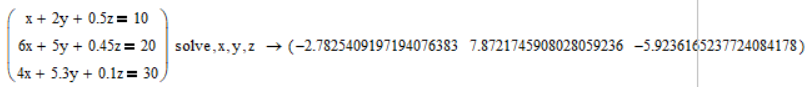 x + 2y + 0.5z = 10
6x + 5y + 0.45z = 20 solve,x,y,z → (−2.7825409197194076383 7.8721745908028059236 −5.9236165237724084178)
4x + 5.3y + 0.1z = 30